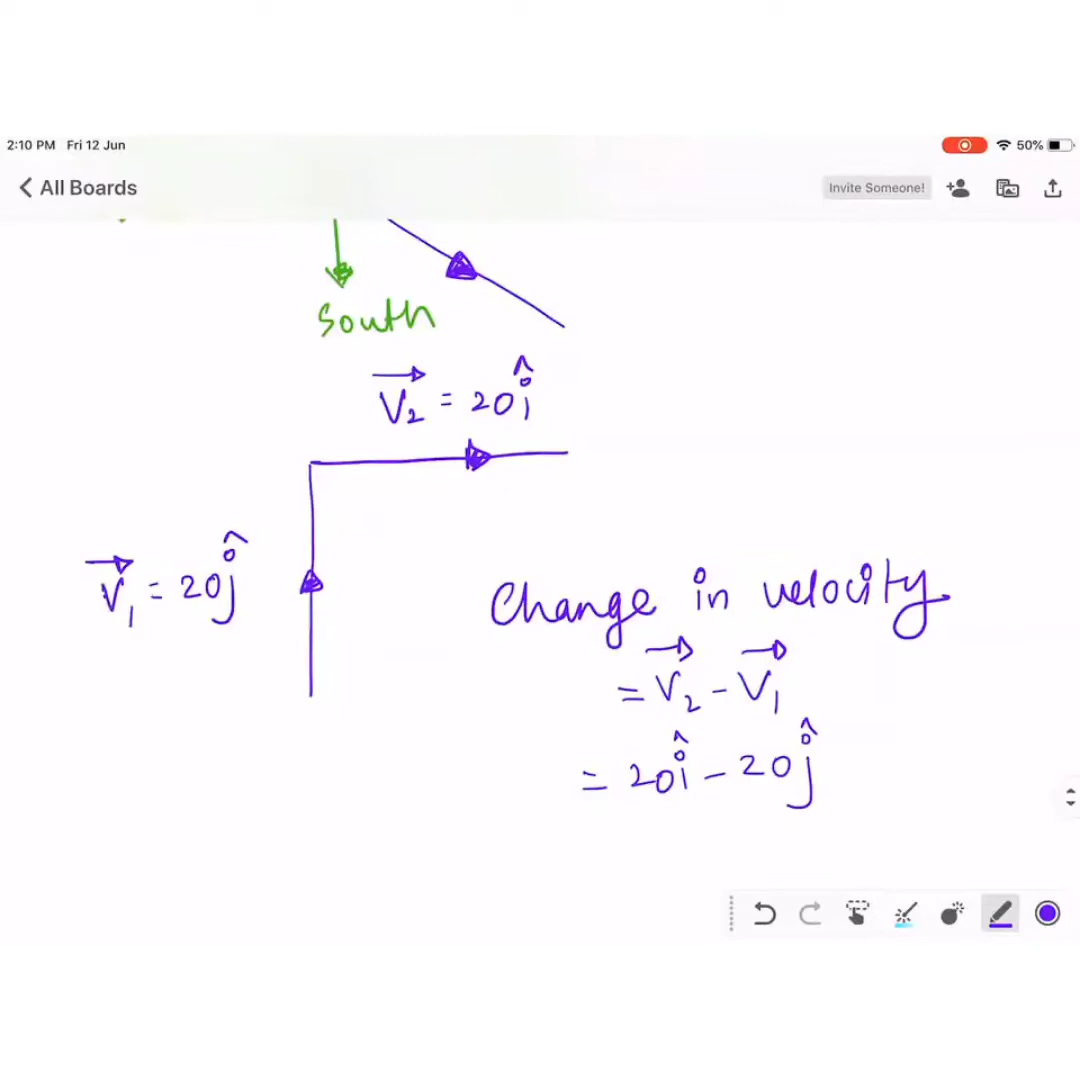 2:10 PM Fri 12 Jun 50%
All Boards Invite Someone!
South
V₂ = 20î
V₁ = 20ĵ
Change in velocity
= V₂ - V₁
= 20î - 20ĵ